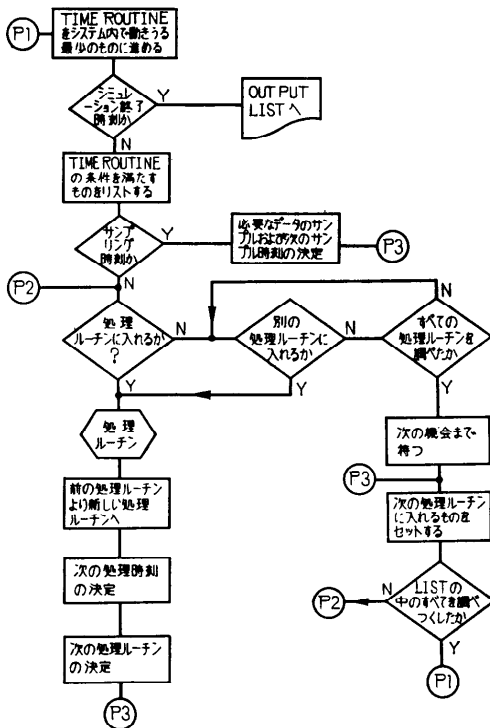 P1
TIME ROUTINE
をシステム内で動きうる
最少のものに進める
シミュレ
ーション終了
時刻か
Y
OUTPUT
LISTへ
N
TIME ROUTINE
の条件を満たす
ものをリストする
サンプ
リング
時刻か
Y
必要なデータのサン
プルおよび次のサン
プル時刻の決定
P3
N
P2
処理
ルーチンに入れるか
?
N
別の
処理ルーチンに
入れるか
N
すべての
処理ルーチンを
調べたか
N
Y
Y
Y
処理
ルーチン
次の機会まで
待つ
P3
前の処理ルーチン
より新しい処理
ルーチンへ
次の処理ルーチン
に入れるものを
セットする
次の処理時刻
の決定
P2
N
LISTの
中のすべてを調べ
つくしたか
Y
次の処理ルーチン
の決定
P1
P3